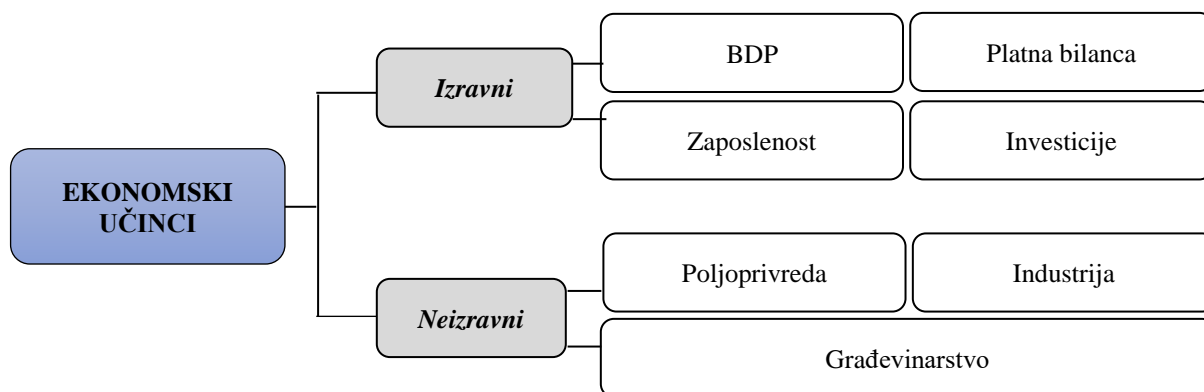 EKONOMSKI
UČINCI
Izravni
BDP
Platna bilanca
Zaposlenost
Investicije
Neizravni
Poljoprivreda
Industrija
Građevinarstvo